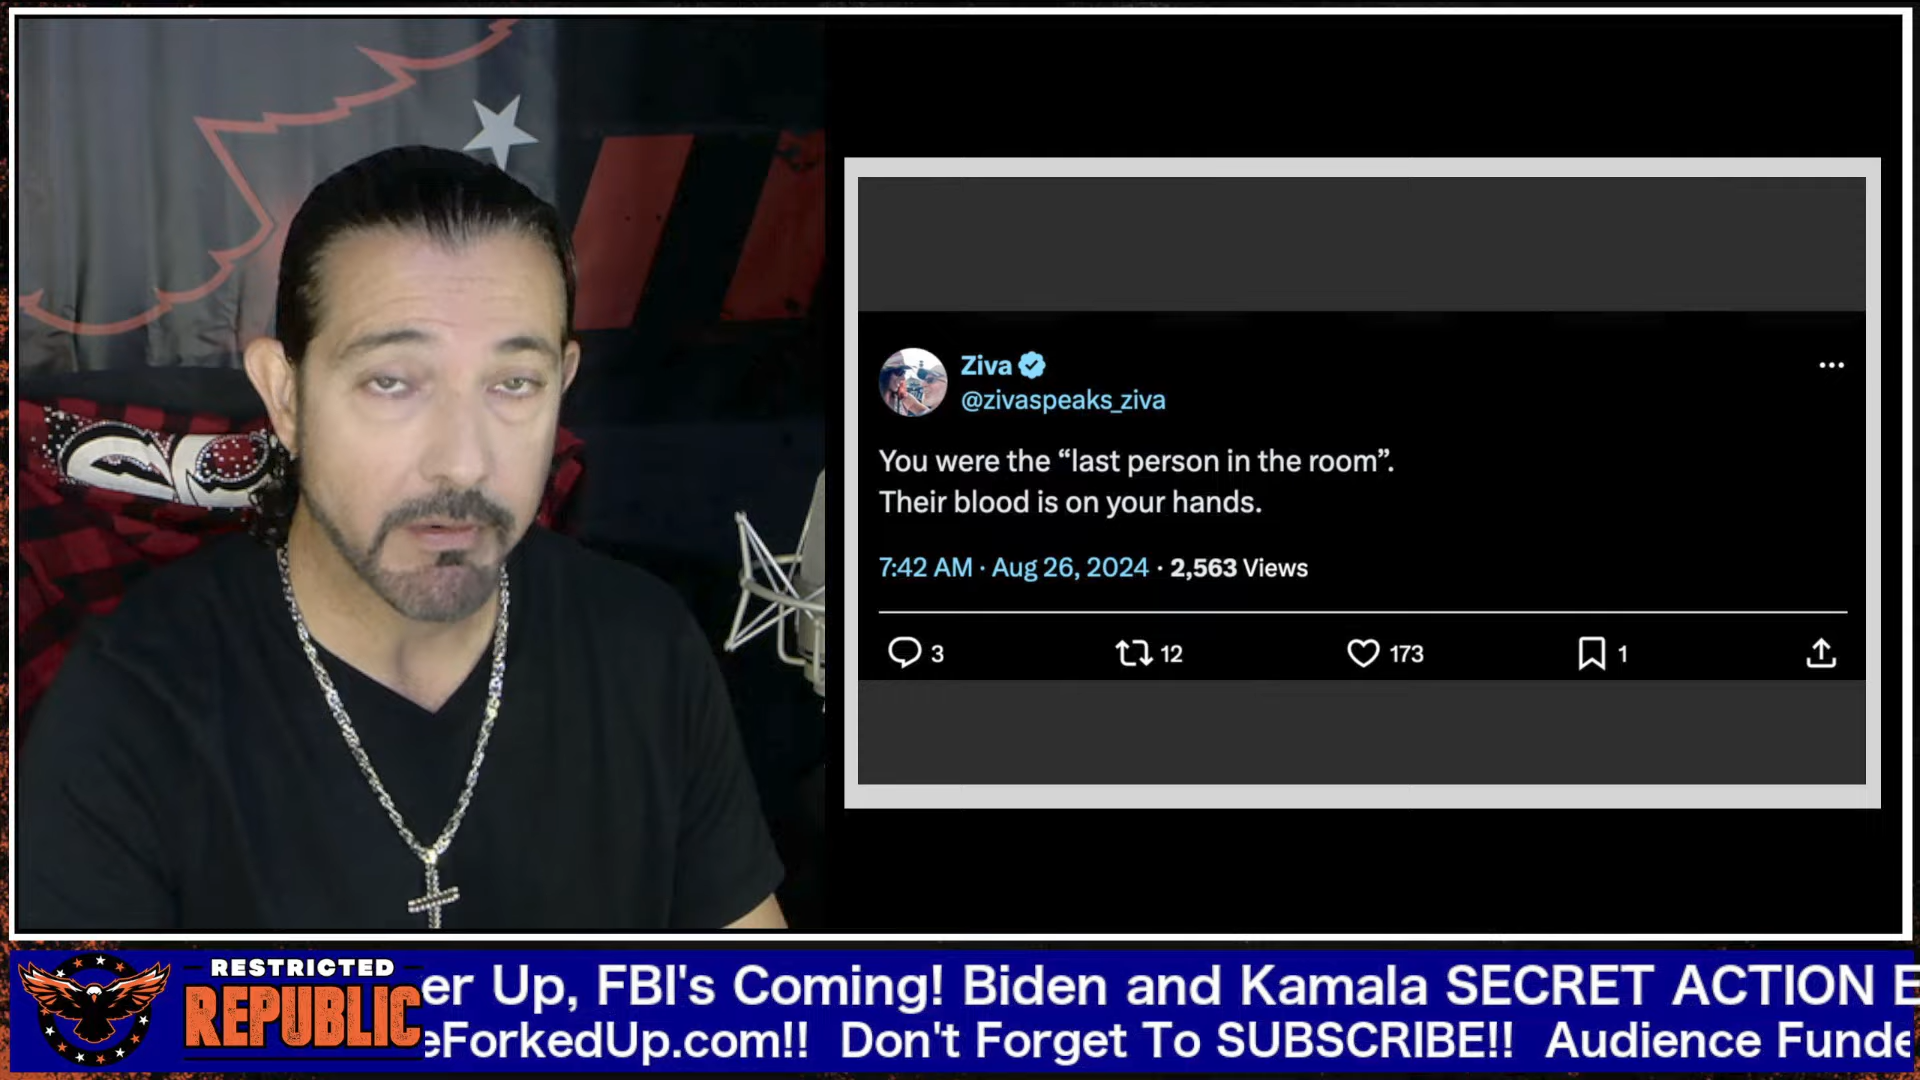 Ziva
@zivaspeaks_ziva
You were the “last person in the room”.
Their blood is on your hands.
7:42 AM · Aug 26, 2024 · 2,563 Views
3 12 173 1
RESTRICTED
REPUBLIC
er Up, FBI's Coming! Biden and Kamala SECRET ACTION E
eForkedUp.com!! Don't Forget To SUBSCRIBE!! Audience Funde